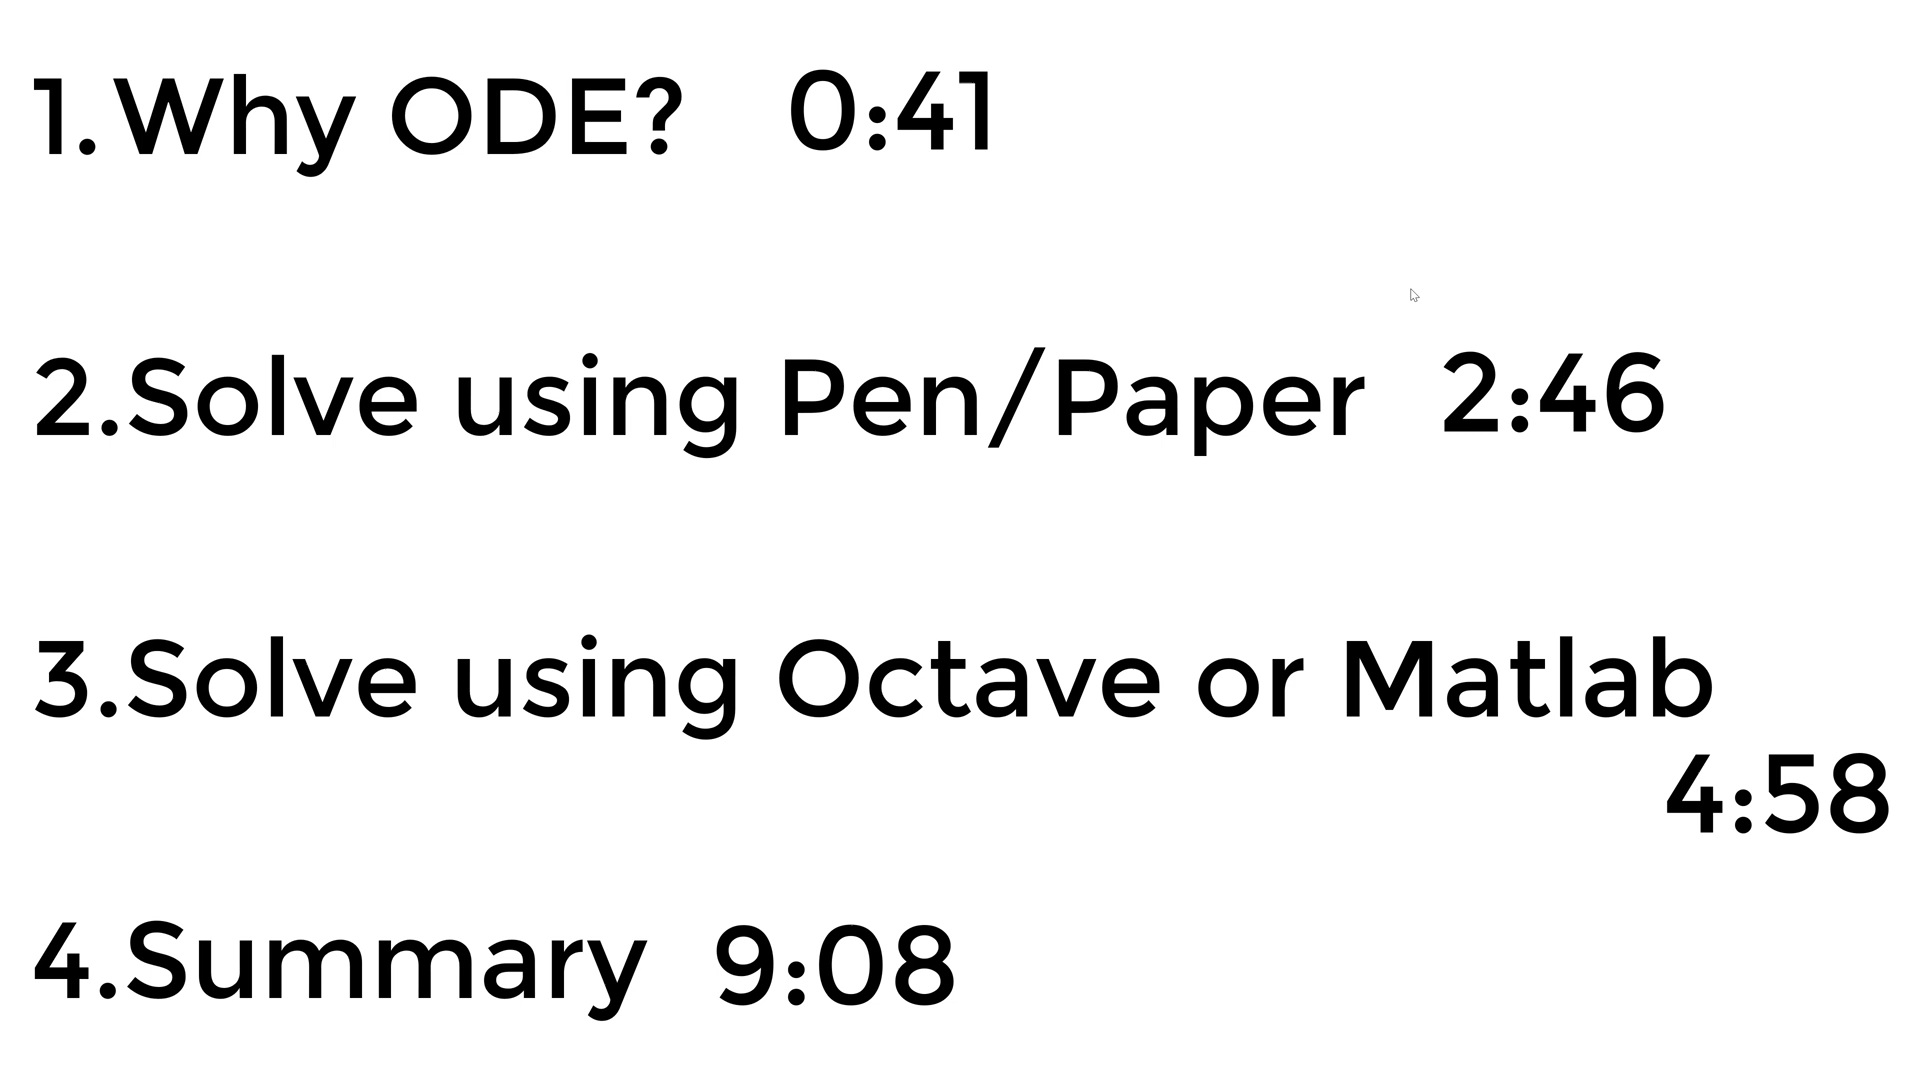 1.Why ODE? 0:41
2.Solve using Pen/Paper 2:46
3.Solve using Octave or Matlab
4:58
4.Summary 9:08